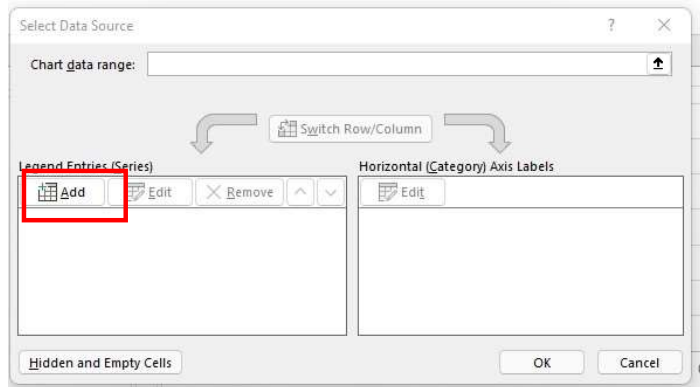 Select Data Source ? ×
Chart data range:
Switch Row/Column
Legend Entries (Series) Horizontal (Category) Axis Labels
Add Edit Remove Edit
Hidden and Empty Cells OK Cancel